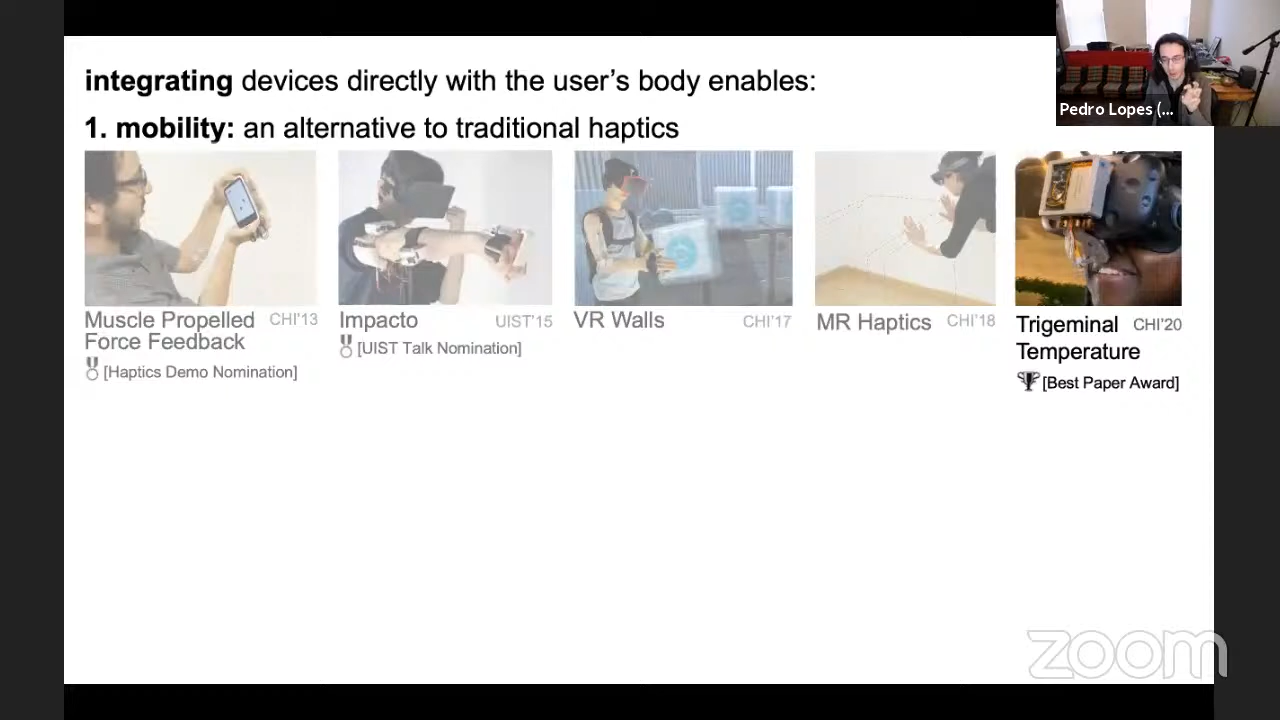 integrating devices directly with the user's body enables:
1. mobility: an alternative to traditional haptics
Pedro Lopes (...
Muscle Propelled
Force Feedback
CHI'13
[Haptics Demo Nomination]
Impacto
UIST'15
[UIST Talk Nomination]
VR Walls
CHI'17
MR Haptics
CHI'18
Trigeminal
Temperature
CHI'20
[Best Paper Award]
zoom